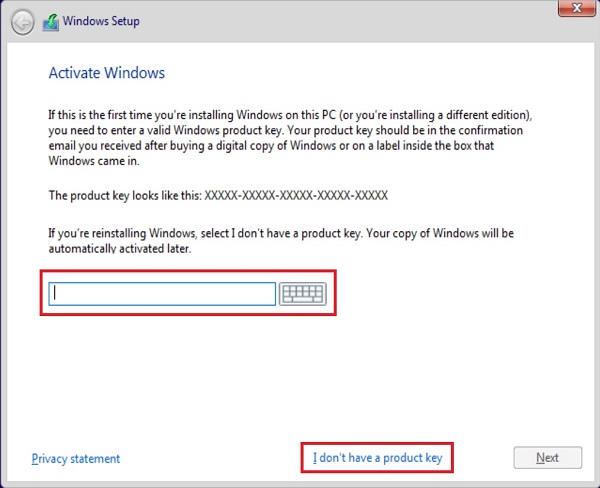 Windows Setup
Activate Windows
If this is the first time you're installing Windows on this PC (or you're installing a different edition),
you need to enter a valid Windows product key. Your product key should be in the confirmation
email you received after buying a digital copy of Windows or on a label inside the box that
Windows came in.
The product key looks like this: XXXXX-XXXXX-XXXXX-XXXXX-XXXXX
If you're reinstalling Windows, select I don't have a product key. Your copy of Windows will be
automatically activated later.
Privacy statement
I don't have a product key
Next